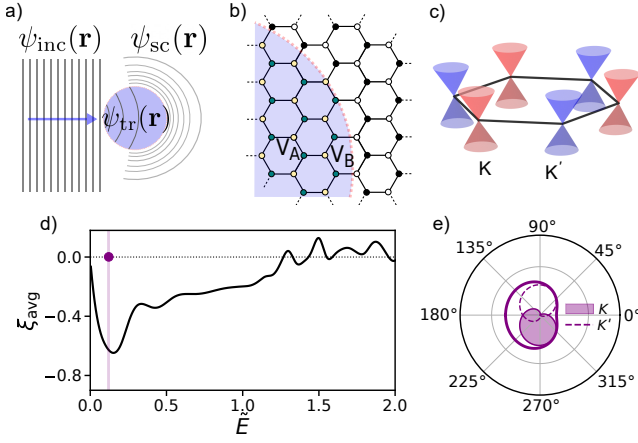 a)
ψinc(r) ψsc(r)
ψtr(r)
b)
VA VB
c)
K K′
d)
0.0
−0.4
−0.8
ξavg
0.0 0.5 1.0 1.5 2.0
Ẽ
e)
90°
135° 45°
180° 0°
225° 315°
270°
K
K'